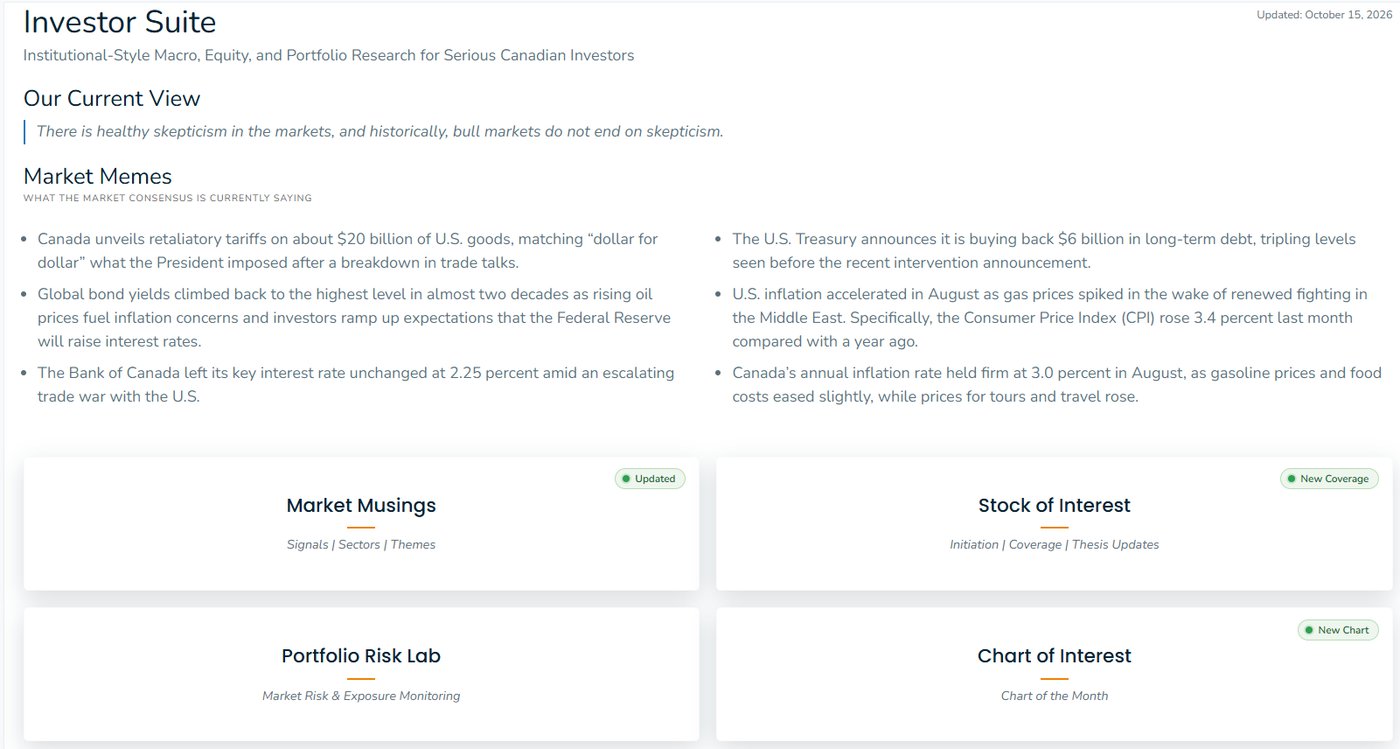 Investor Suite
Updated: October 15, 2026
Institutional-Style Macro, Equity, and Portfolio Research for Serious Canadian Investors
Our Current View
There is healthy skepticism in the markets, and historically, bull markets do not end on skepticism.
Market Memes
WHAT THE MARKET CONSENSUS IS CURRENTLY SAYING
• Canada unveils retaliatory tariffs on about $20 billion of U.S. goods, matching “dollar for
dollar” what the President imposed after a breakdown in trade talks.
• Global bond yields climbed back to the highest level in almost two decades as rising oil
prices fuel inflation concerns and investors ramp up expectations that the Federal Reserve
will raise interest rates.
• The Bank of Canada left its key interest rate unchanged at 2.25 percent amid an escalating
trade war with the U.S.
• The U.S. Treasury announces it is buying back $6 billion in long-term debt, tripling levels
seen before the recent intervention announcement.
• U.S. inflation accelerated in August as gas prices spiked in the wake of renewed fighting in
the Middle East. Specifically, the Consumer Price Index (CPI) rose 3.4 percent last month
compared with a year ago.
• Canada’s annual inflation rate held firm at 3.0 percent in August, as gasoline prices and food
costs eased slightly, while prices for tours and travel rose.
Updated
Market Musings
Signals | Sectors | Themes
New Coverage
Stock of Interest
Initiation | Coverage | Thesis Updates
Portfolio Risk Lab
Market Risk & Exposure Monitoring
New Chart
Chart of Interest
Chart of the Month